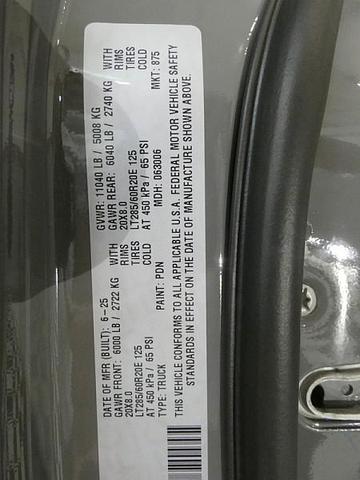 DATE OF MFR (BUILT): 6-25 GVWR: 11040 LB / 5008 KG
GAWR FRONT: 6000 LB / 2722 KG WITH GAWR REAR: 6040 LB / 2740 KG WITH
20X8.0 RIMS 20X8.0 RIMS
LT285/60R20E 125 TIRES LT285/60R20E 125 TIRES
AT 450 kPa / 65 PSI COLD AT 450 kPa / 65 PSI COLD
TYPE: TRUCK PAINT: PDN MDH: 063006 MKT: 875
THIS VEHICLE CONFORMS TO ALL APPLICABLE U.S.A. FEDERAL MOTOR VEHICLE SAFETY
STANDARDS IN EFFECT ON THE DATE OF MANUFACTURE SHOWN ABOVE.